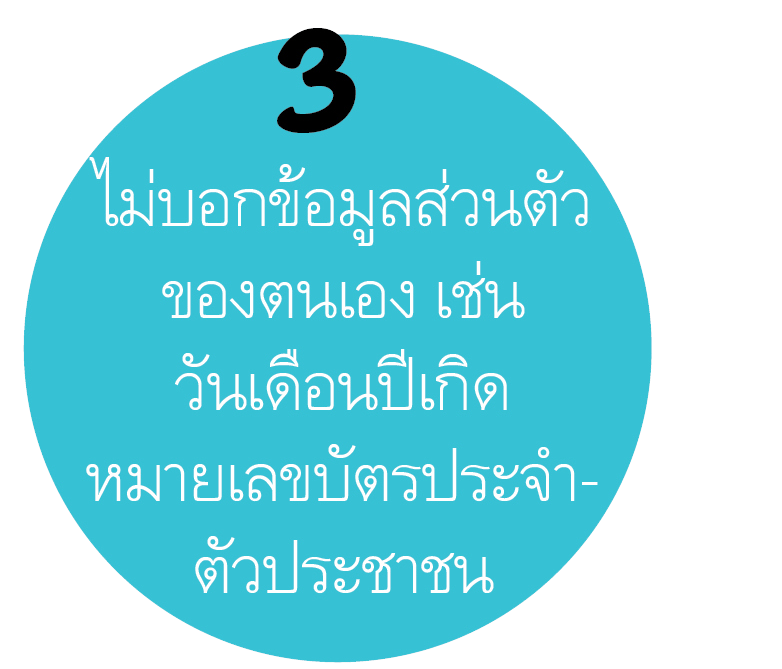 3
ไม่บอกข้อมูลส่วนตัว
ของตนเอง เช่น
วันเดือนปีเกิด
หมายเลขบัตรประจำ-
ตัวประชาชน